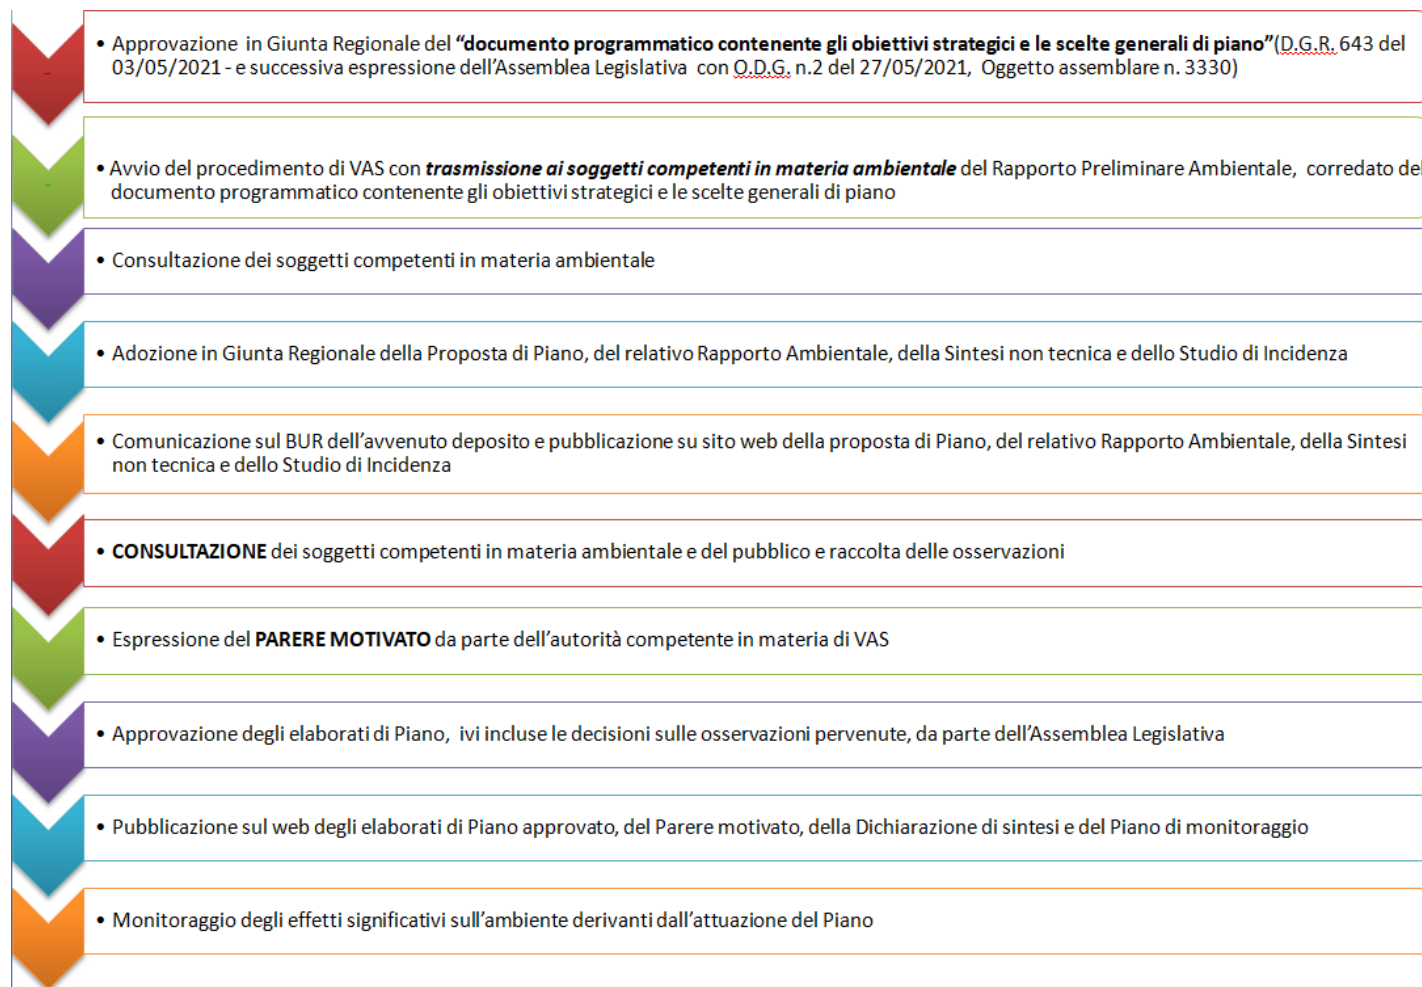 • Approvazione in Giunta Regionale del “documento programmatico contenente gli obiettivi strategici e le scelte generali di piano”(D.G.R. 643 del
03/05/2021 - e successiva espressione dell’Assemblea Legislativa con O.D.G. n.2 del 27/05/2021, Oggetto assemblare n. 3330)
• Avvio del procedimento di VAS con trasmissione ai soggetti competenti in materia ambientale del Rapporto Preliminare Ambientale, corredato del
documento programmatico contenente gli obiettivi strategici e le scelte generali di piano
• Consultazione dei soggetti competenti in materia ambientale
• Adozione in Giunta Regionale della Proposta di Piano, del relativo Rapporto Ambientale, della Sintesi non tecnica e dello Studio di Incidenza
• Comunicazione sul BUR dell’avvenuto deposito e pubblicazione su sito web della proposta di Piano, del relativo Rapporto Ambientale, della Sintesi
non tecnica e dello Studio di Incidenza
• CONSULTAZIONE dei soggetti competenti in materia ambientale e del pubblico e raccolta delle osservazioni
• Espressione del PARERE MOTIVATO da parte dell’autorità competente in materia di VAS
• Approvazione degli elaborati di Piano, ivi incluse le decisioni sulle osservazioni pervenute, da parte dell’Assemblea Legislativa
• Pubblicazione sul web degli elaborati di Piano approvato, del Parere motivato, della Dichiarazione di sintesi e del Piano di monitoraggio
• Monitoraggio degli effetti significativi sull’ambiente derivanti dall’attuazione del Piano